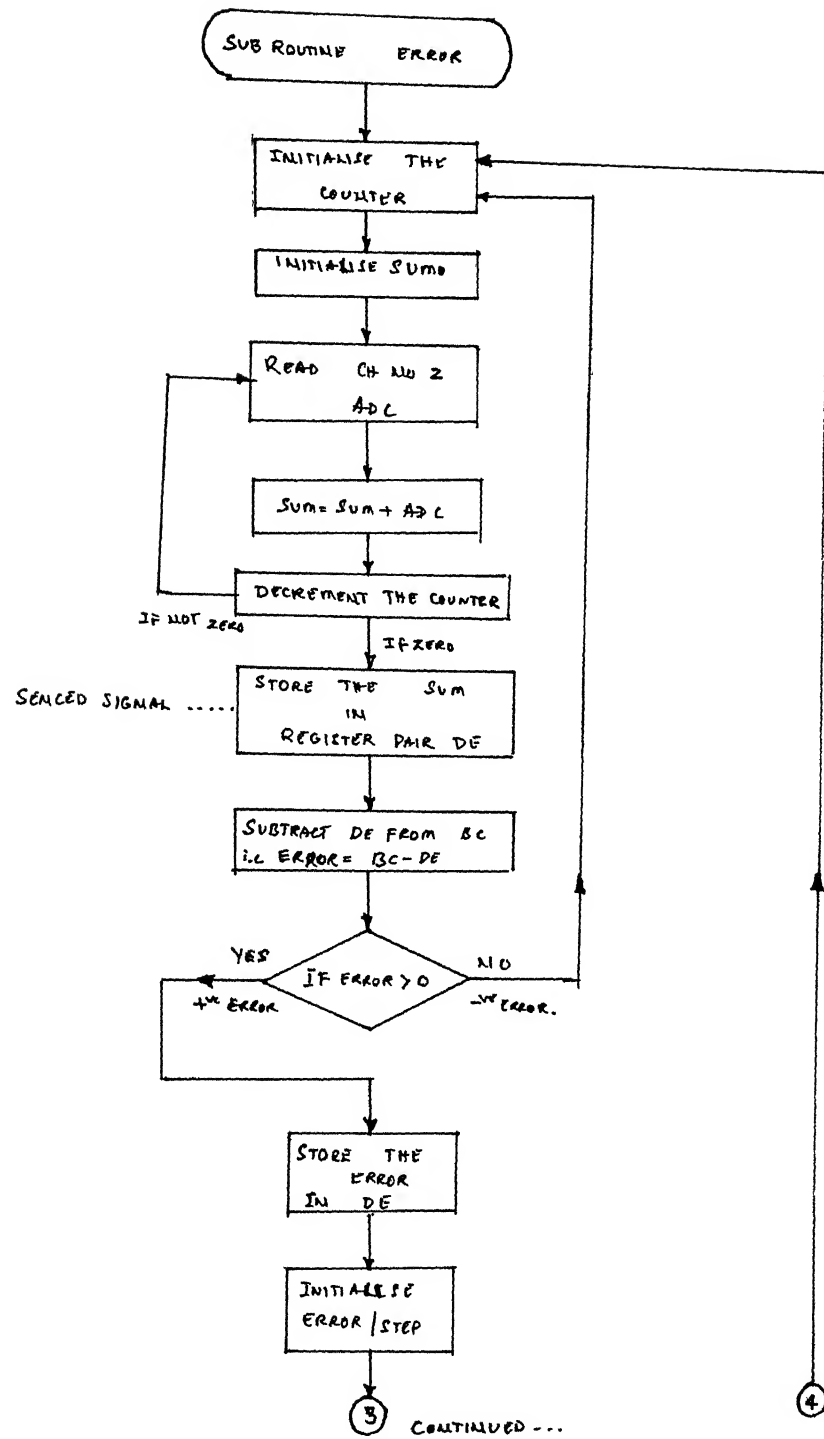 SUB ROUTINE ERROR
INITIALISE THE
COUNTER
INITIALISE SUM0
READ CH NO 2
ADC
SUM = SUM + ADC
DECREMENT THE COUNTER
IF NOT ZERO
IF ZERO
SENCED SIGNAL .....
STORE THE SUM
IN
REGISTER PAIR DE
SUBTRACT DE FROM BC
i.e ERROR = BC - DE
YES
IF ERROR > 0
NO
+ve ERROR
-ve ERROR.
STORE THE
ERROR
IN DE
INITIALISE
ERROR / STEP
3
CONTINUED ---
4